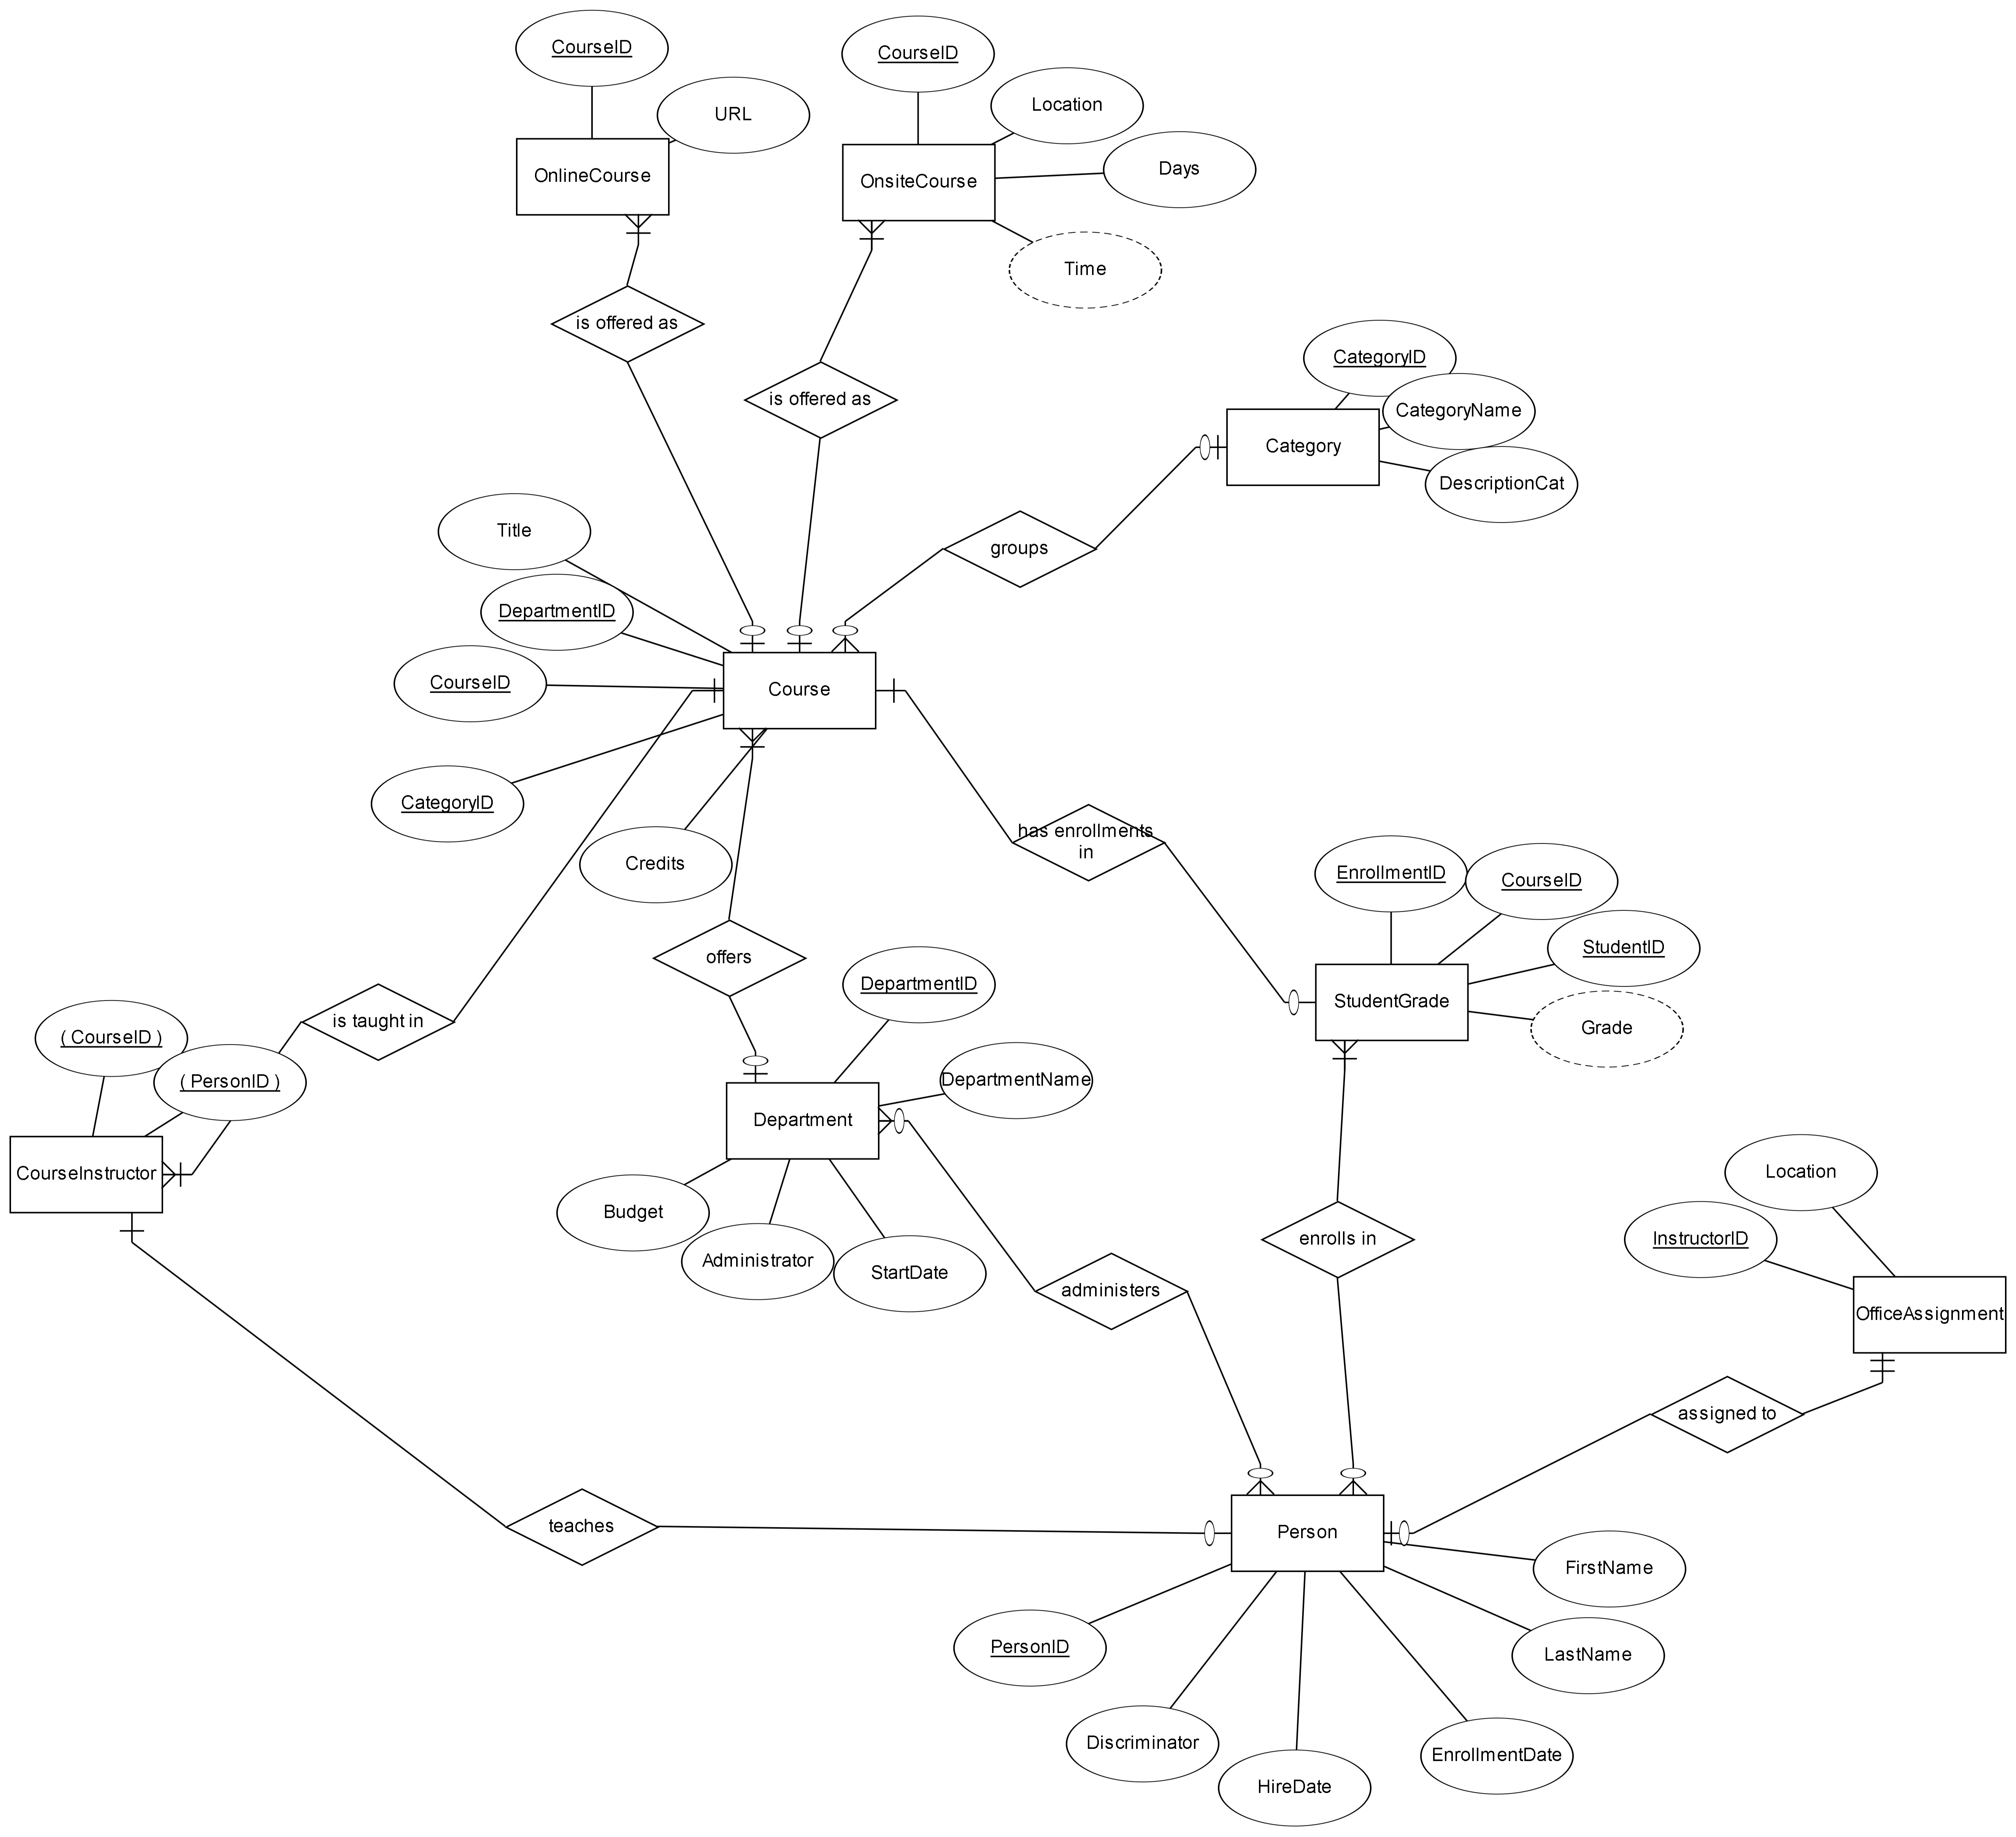 CourseID
CourseID
URL
Location
OnlineCourse
OnsiteCourse
Days
Time
is offered as
is offered as
CategoryID
CategoryName
Category
DescriptionCat
Title
groups
DepartmentID
CourseID
Course
CategoryID
Credits
has enrollments
in
EnrollmentID
CourseID
StudentID
offers
DepartmentID
StudentGrade
Grade
is taught in
( CourseID )
( PersonID )
DepartmentName
Department
CourseInstructor
Budget
Administrator
StartDate
administers
enrolls in
Location
InstructorID
OfficeAssignment
assigned to
teaches
Person
FirstName
PersonID
LastName
Discriminator
HireDate
EnrollmentDate